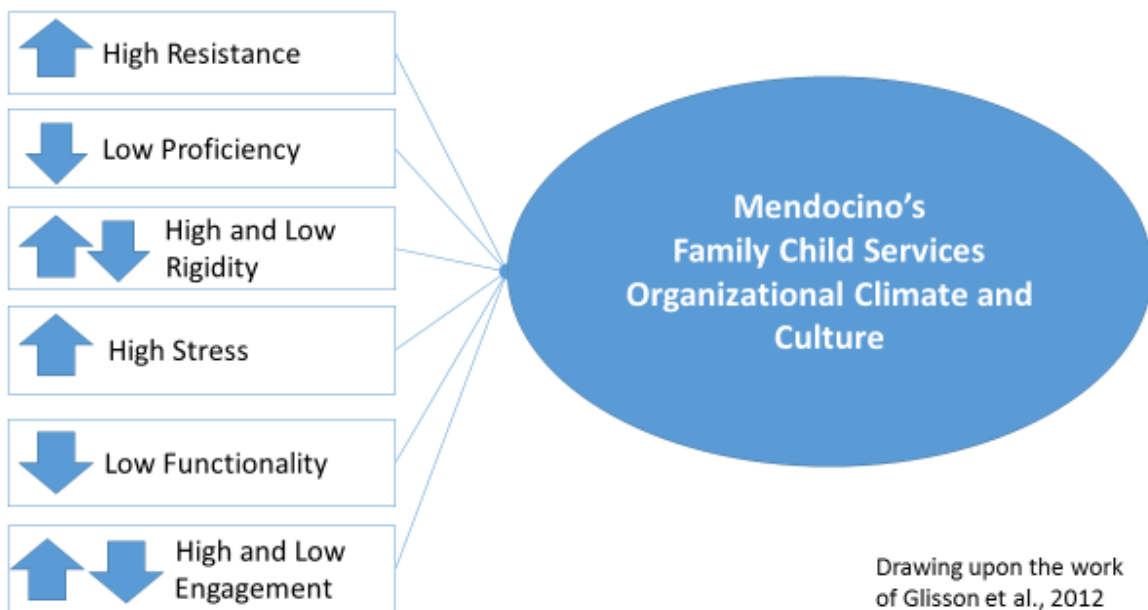 High Resistance
Low Proficiency
High and Low
Rigidity
High Stress
Low Functionality
High and Low
Engagement
Mendocino's
Family Child Services
Organizational Climate and
Culture
Drawing upon the work
of Glisson et al., 2012